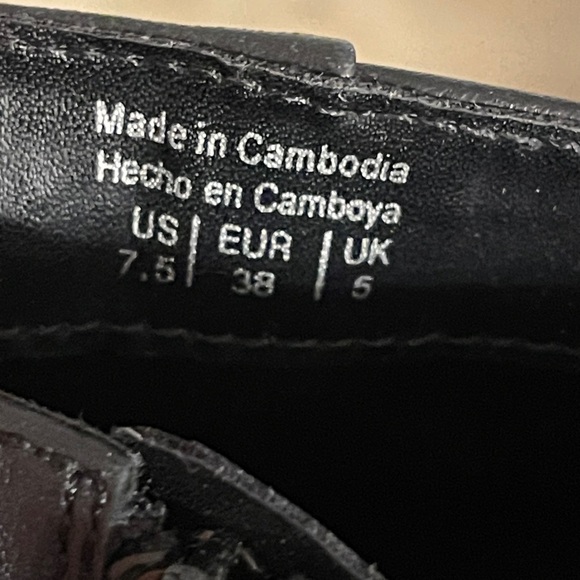 Made in Cambodia
Hecho en Camboya
US | EUR | UK
7.5 | 38 | 5